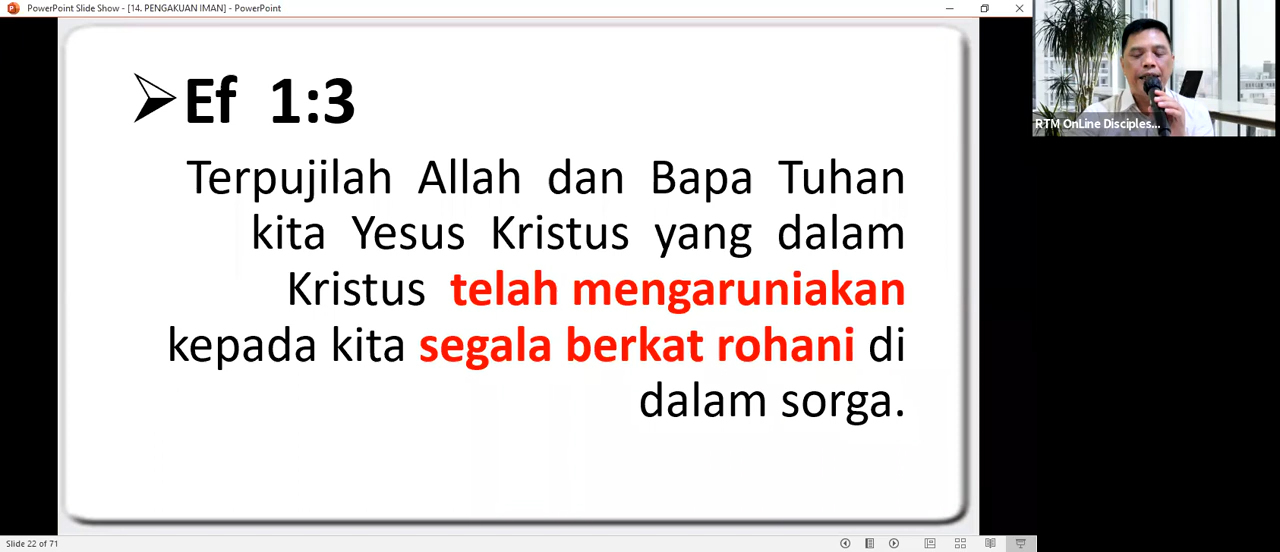 PowerPoint Slide Show - [14. PENGAKUAN IMAN] - PowerPoint
Ef 1:3
Terpujilah Allah dan Bapa Tuhan
kita Yesus Kristus yang dalam
Kristus telah mengaruniakan
kepada kita segala berkat rohani di
dalam sorga.
RTM OnLine Disciples...
Slide 22 of 71